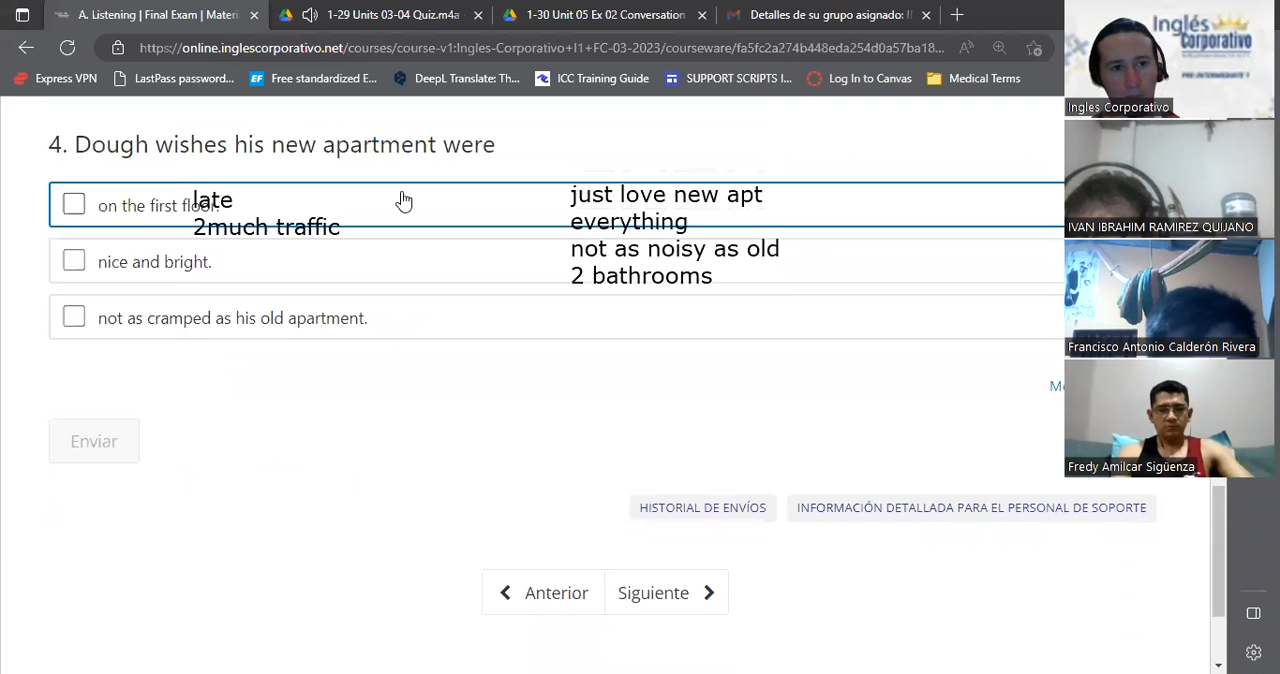 A. Listening | Final Exam | Materi
1-29 Units 03-04 Quiz.m4a
1-30 Unit 05 Ex 02 Conversation
Detalles de su grupo asignado: I
https://online.inglescorporativo.net/courses/course-v1:Ingles-Corporativo+I1+FC-03-2023/courseware/fa5fc2a274b448eda254d0a57ba18...
Express VPN
LastPass password...
EF Free standardized E...
DeepL Translate: Th...
ICC Training Guide
SUPPORT SCRIPTS I...
Log In to Canvas
Medical Terms
4. Dough wishes his new apartment were
on the first floor.
late
2much traffic
just love new apt
everything
not as noisy as old
2 bathrooms
nice and bright.
not as cramped as his old apartment.
Enviar
HISTORIAL DE ENVÍOS
INFORMACIÓN DETALLADA PARA EL PERSONAL DE SOPORTE
Anterior
Siguiente
Inglés
Corporativo
PRE-INTERMEDIATE 1
Ingles Corporativo
IVAN IBRAHIM RAMIREZ QUIJANO
Francisco Antonio Calderón Rivera
Fredy Amilcar Sigüenza